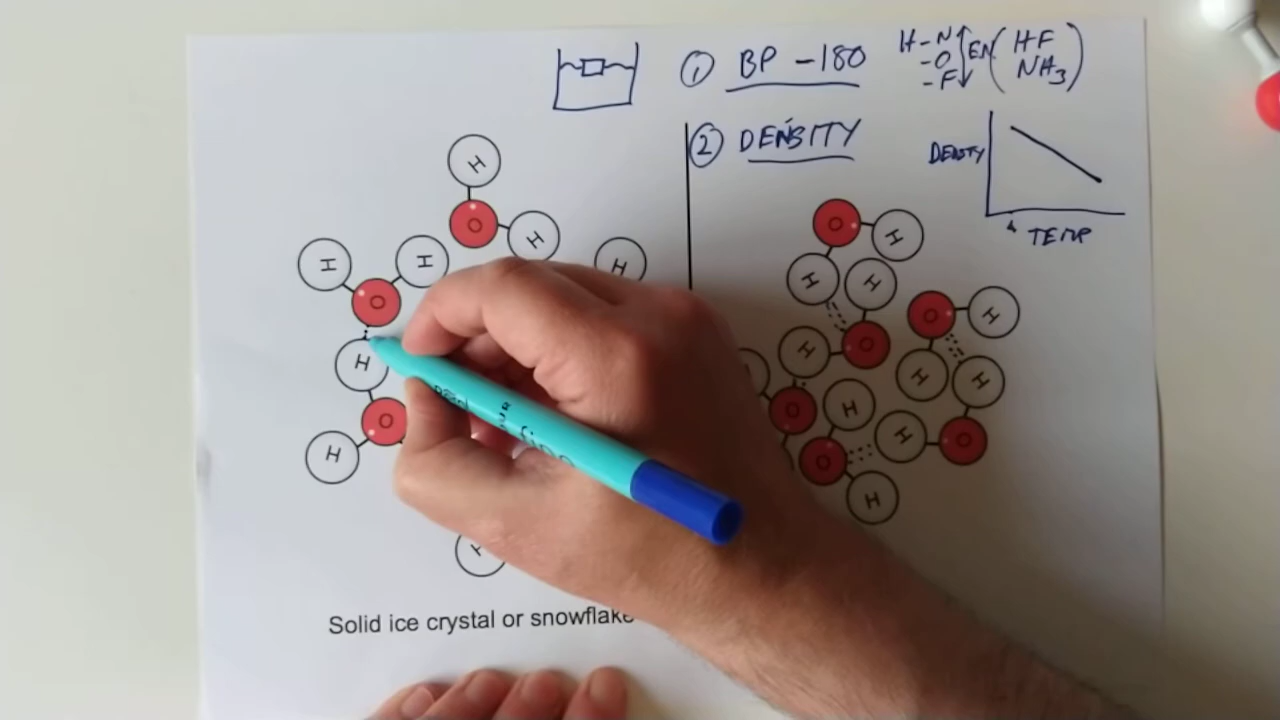 ① BP -180
H-N
-O
-F
EN
( HF
NH3 )
② DENSITY
DENSITY
TEMP
H
O
H
H
H
H
O
H
O
H
H
H
Solid ice crystal or snowflake
O
H
H
H
O
H
H
O
H
O
H
H
H
O
H
O
H